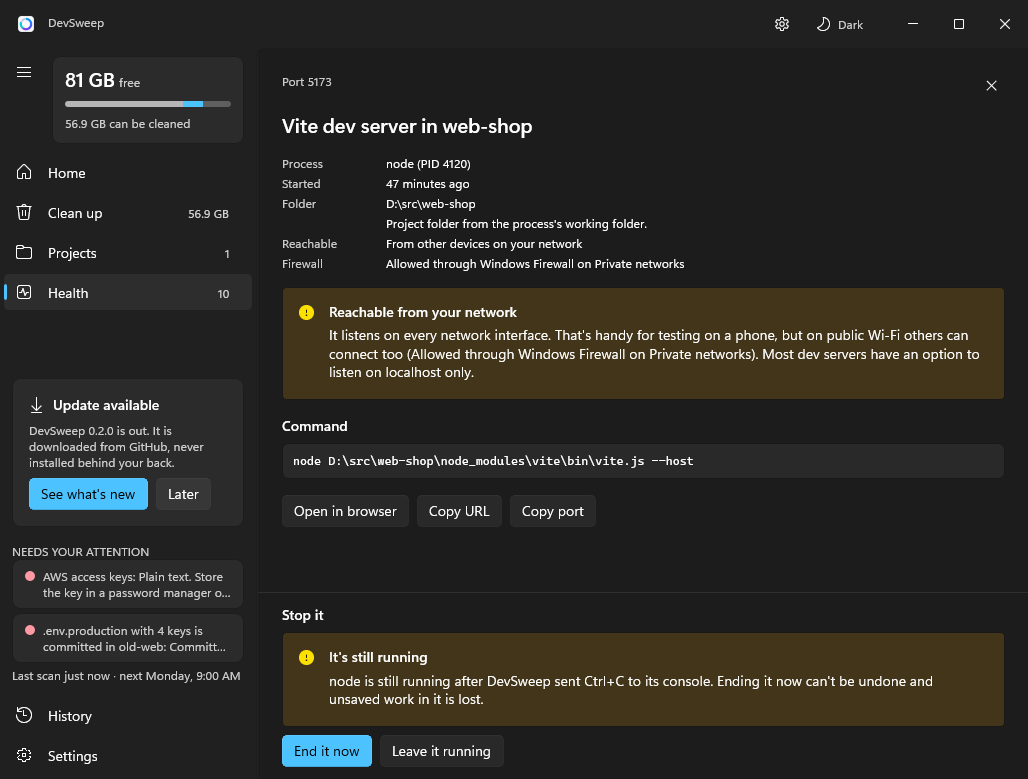 DevSweep
Dark
81 GB free
56.9 GB can be cleaned
Home
Clean up 56.9 GB
Projects 1
Health 10
Update available
DevSweep 0.2.0 is out. It is
downloaded from GitHub, never
installed behind your back.
See what's new
Later
NEEDS YOUR ATTENTION
AWS access keys: Plain text. Store
the key in a password manager o...
.env.production with 4 keys is
committed in old-web: Committ...
Last scan just now · next Monday, 9:00 AM
History
Settings
Port 5173
Vite dev server in web-shop
Process node (PID 4120)
Started 47 minutes ago
Folder D:\src\web-shop
Project folder from the process's working folder.
Reachable From other devices on your network
Firewall Allowed through Windows Firewall on Private networks
Reachable from your network
It listens on every network interface. That's handy for testing on a phone, but on public Wi-Fi others can
connect too (Allowed through Windows Firewall on Private networks). Most dev servers have an option to
listen on localhost only.
Command
node D:\src\web-shop\node_modules\vite\bin\vite.js --host
Open in browser
Copy URL
Copy port
Stop it
It's still running
node is still running after DevSweep sent Ctrl+C to its console. Ending it now can't be undone and
unsaved work in it is lost.
End it now
Leave it running